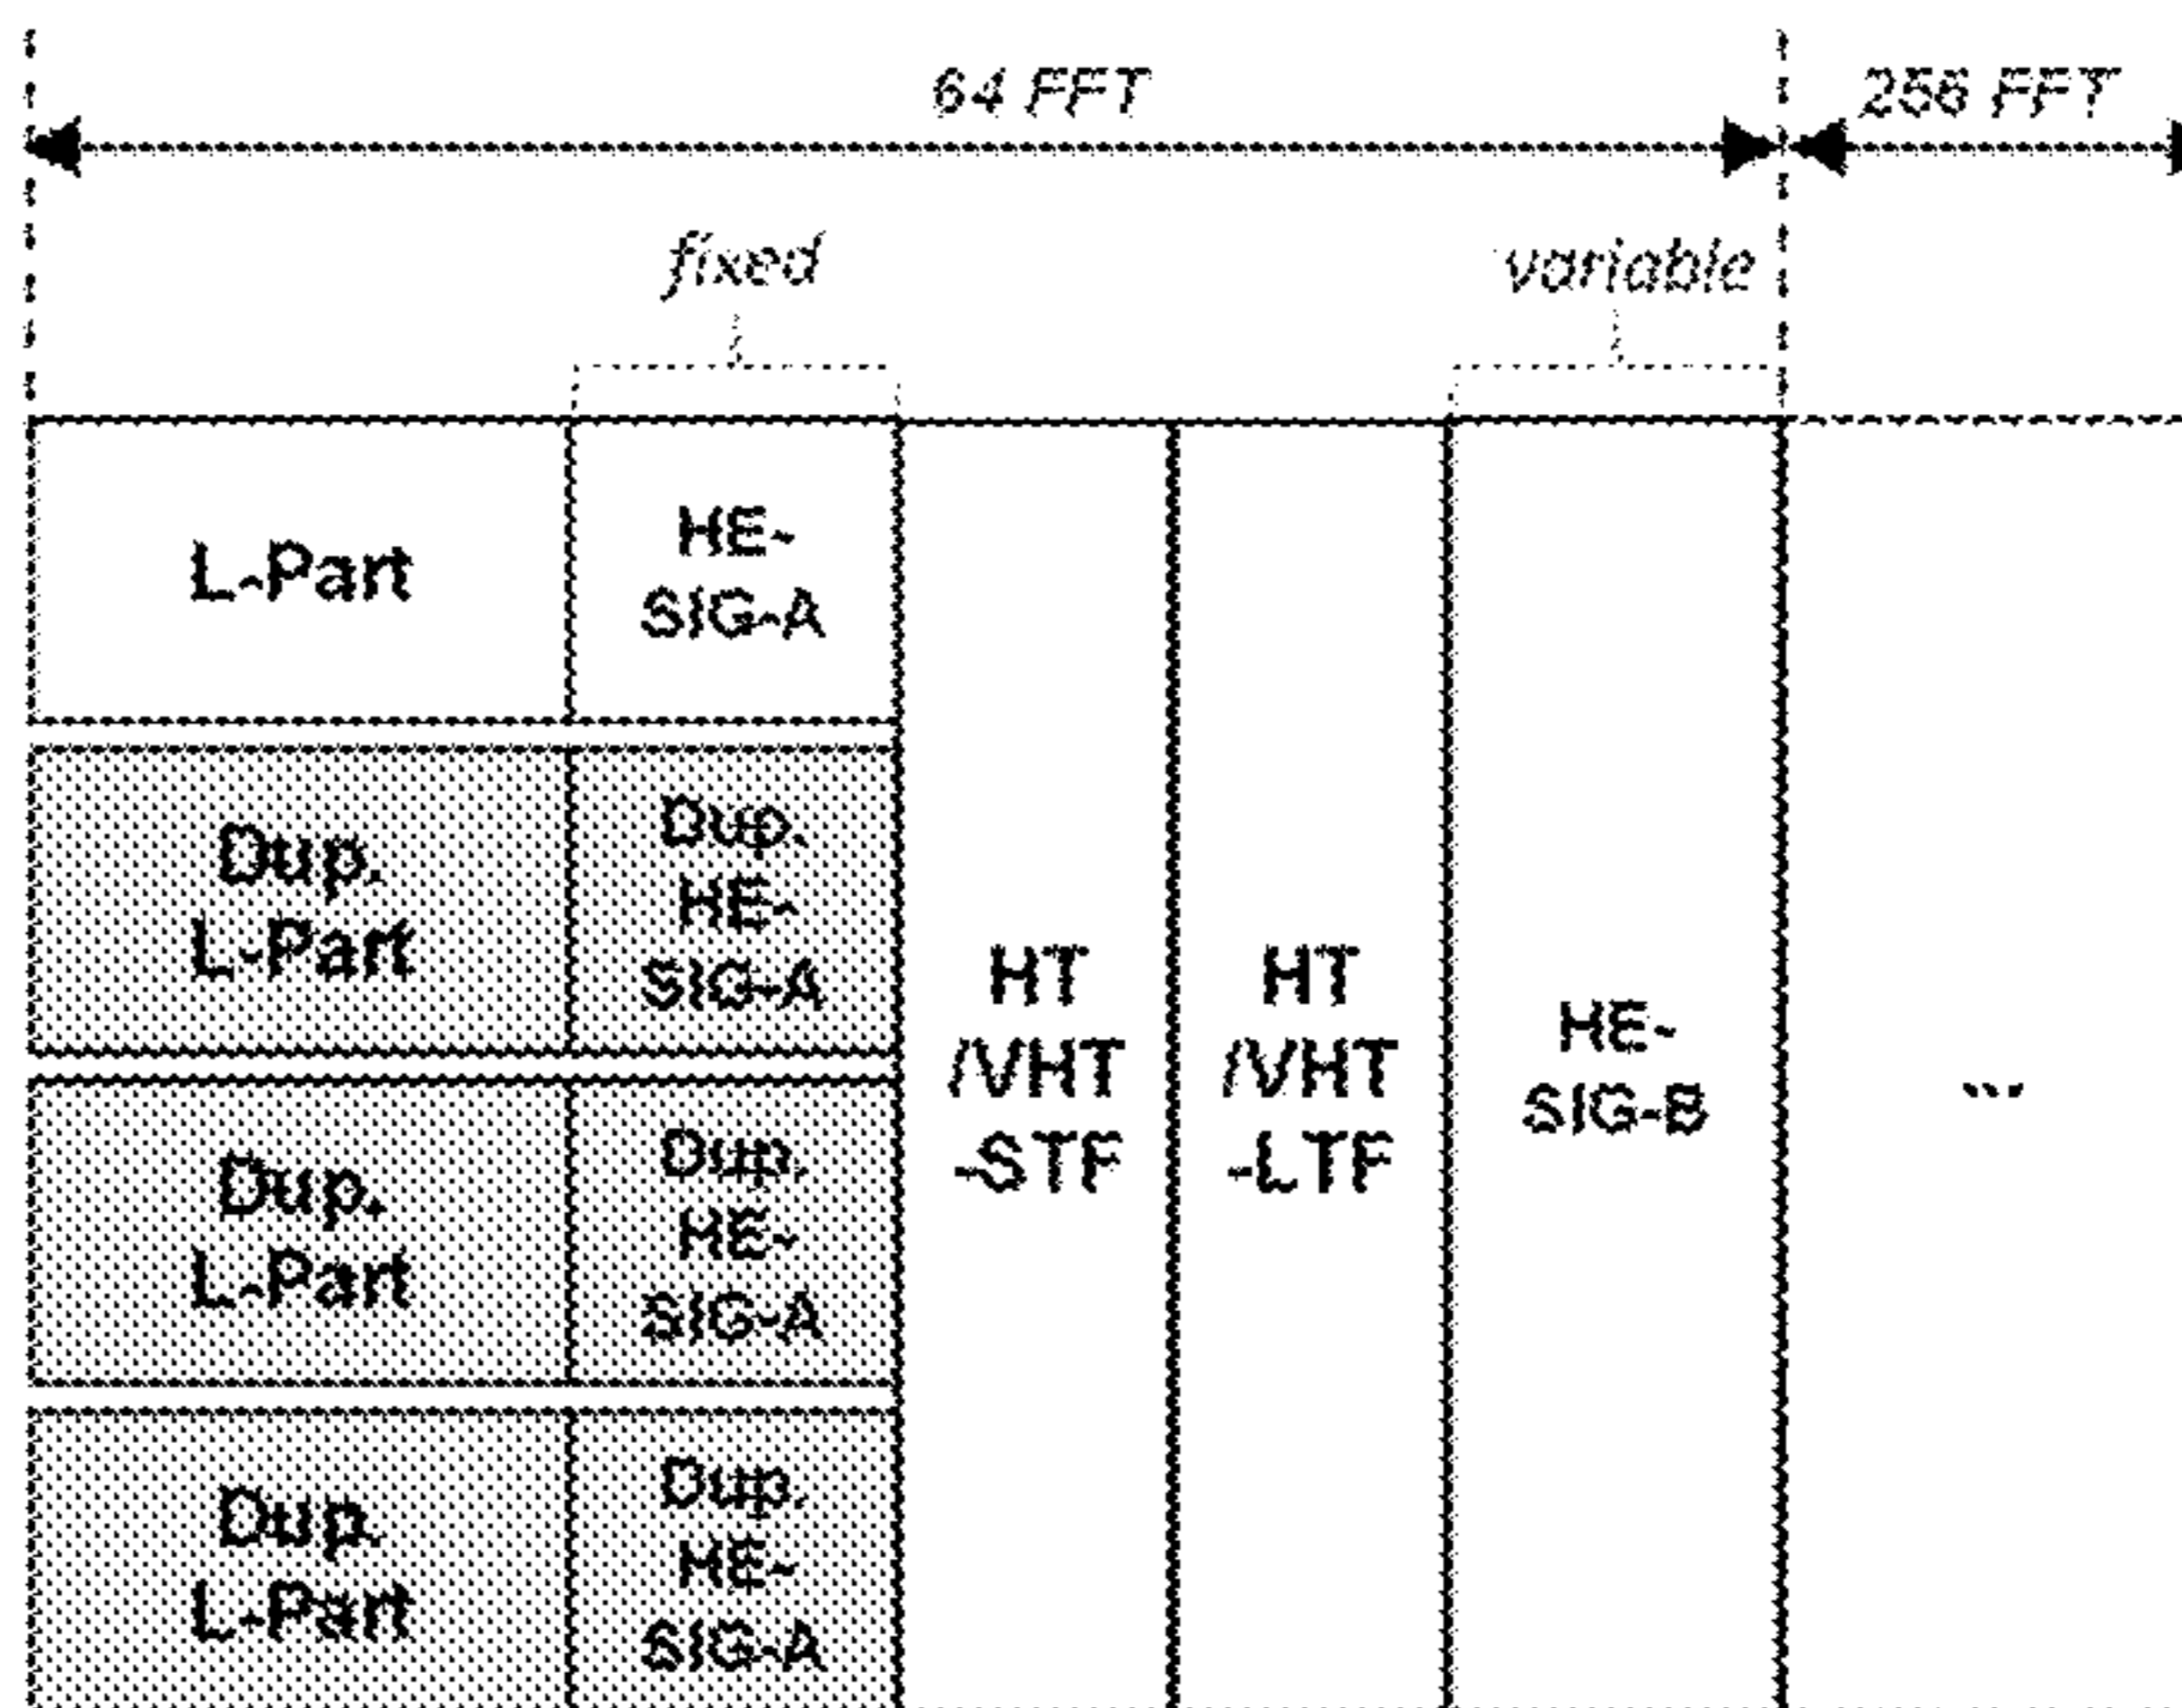 64 FFT
256 FFT
fixed
variable
L-Part
HE-
SIG-A
Dup.
L-Part
Dup.
HE-
SIG-A
Dup.
L-Part
Dup.
HE-
SIG-A
Dup.
L-Part
Dup.
HE-
SIG-A
HT
/VHT
-STF
HT
/VHT
-LTF
HE-
SIG-B
...